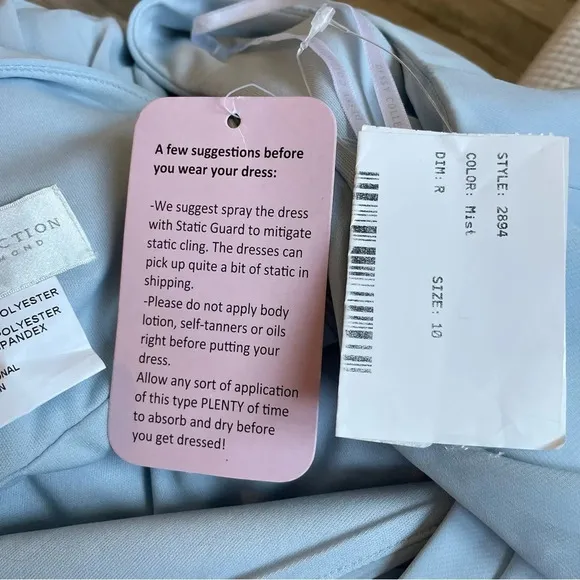 A few suggestions before
you wear your dress:
-We suggest spray the dress
with Static Guard to mitigate
static cling. The dresses can
pick up quite a bit of static in
shipping.
-Please do not apply body
lotion, self-tanners or oils
right before putting your
dress.
Allow any sort of application
of this type PLENTY of time
to absorb and dry before
you get dressed!
STYLE: 2894
COLOR: Mist
DIM: R SIZE: 10
CTION
MOND
POLYESTER
POLYESTER
PANDEX